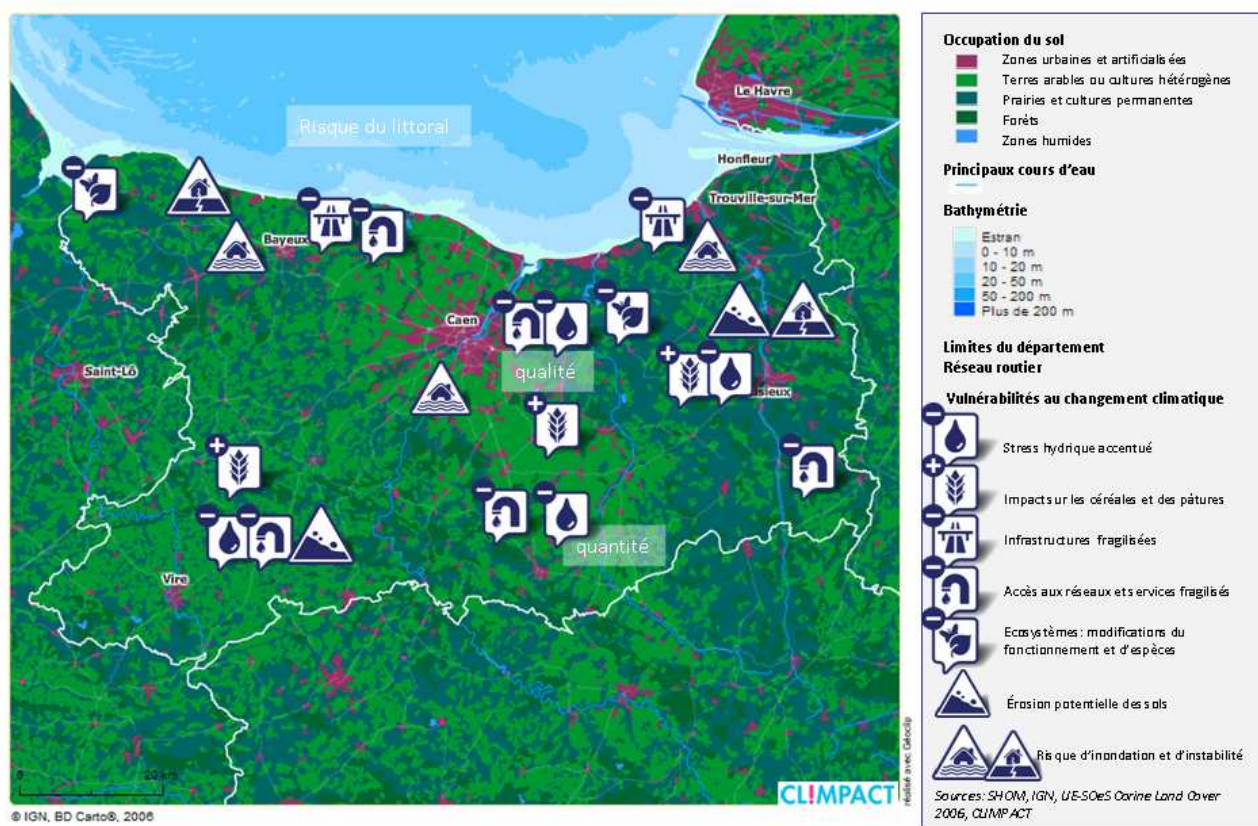 Risque du littoral
Le Havre
Honfleur
Trouville-sur-Mer
Bayeux
Caen
Saint-Lô
qualité
sieux
quantité
Vire
0 20 km
CL!MPACT
réalisé avec Géoclip
© IGN, BD Carto®, 2006
Occupation du sol
Zones urbaines et artificialisées
Terres arables ou cultures hétérogènes
Prairies et cultures permanentes
Forêts
Zones humides
Principaux cours d'eau
Bathymétrie
Estran
0 - 10 m
10 - 20 m
20 - 50 m
50 - 200 m
Plus de 200 m
Limites du département
Réseau routier
Vulnérabilités au changement climatique
Stress hydrique accentué
Impacts sur les céréales et des pâtures
Infrastructures fragilisées
Accès aux réseaux et services fragilisés
Ecosystèmes : modifications du
fonctionnement et d'espèces
Érosion potentielle des sols
Risque d'inondation et d'instabilité
Sources: SHOM, IGN, UE-SOeS Corine Land Cover
2006, CLIMPACT